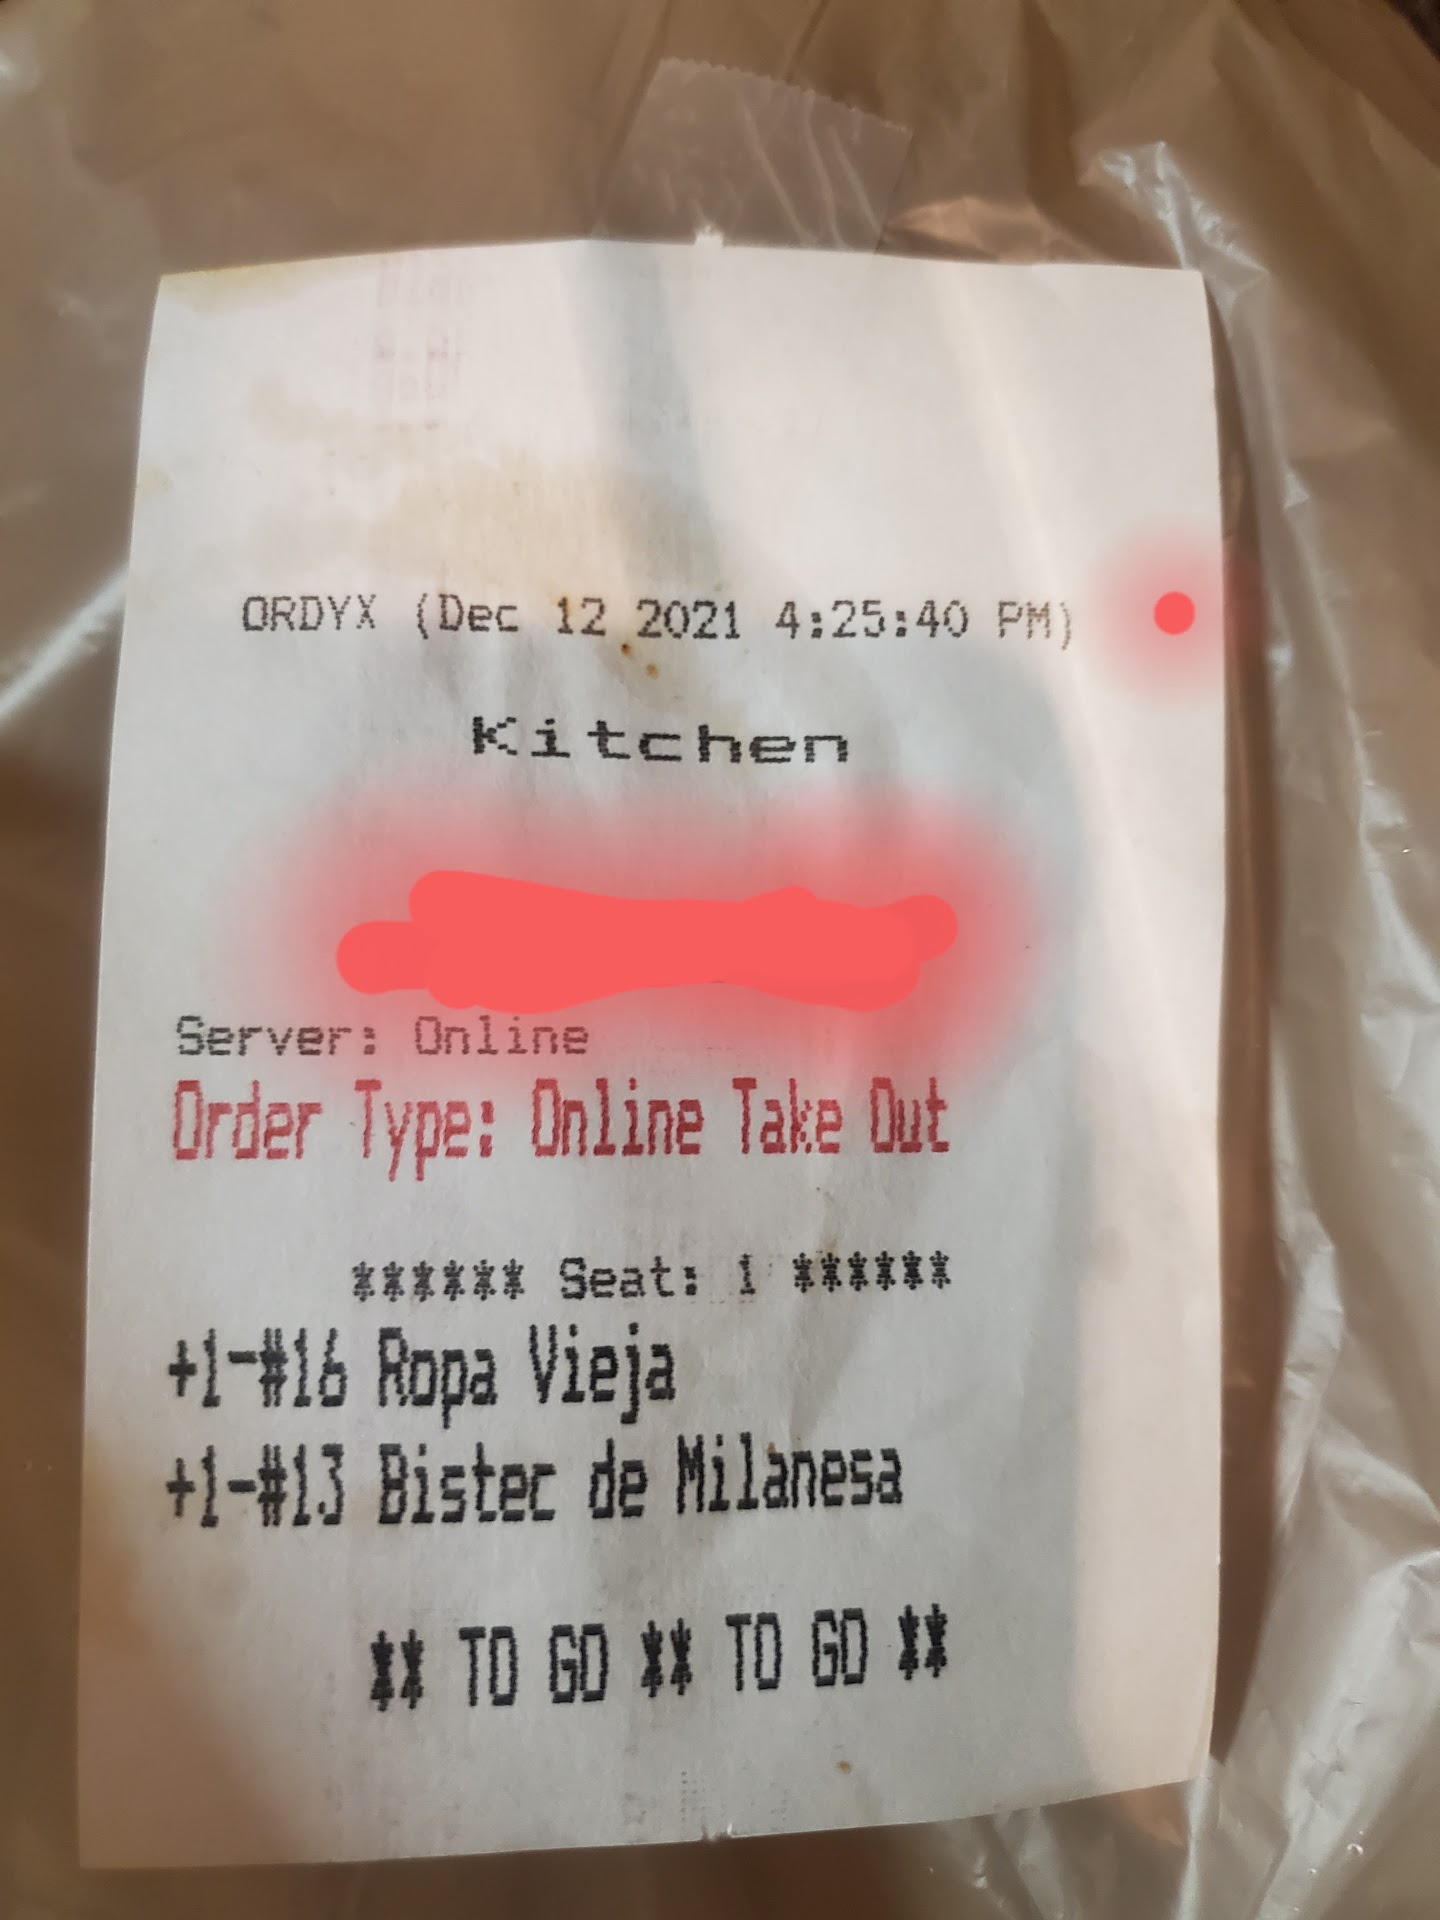 ORDYX (Dec 12 2021 4:25:40 PM)
Kitchen
Server: Online
Order Type: Online Take Out
****** Seat: 1 ******
+1-#16 Ropa Vieja
+1-#13 Bistec de Milanesa
** TO GO ** TO GO **